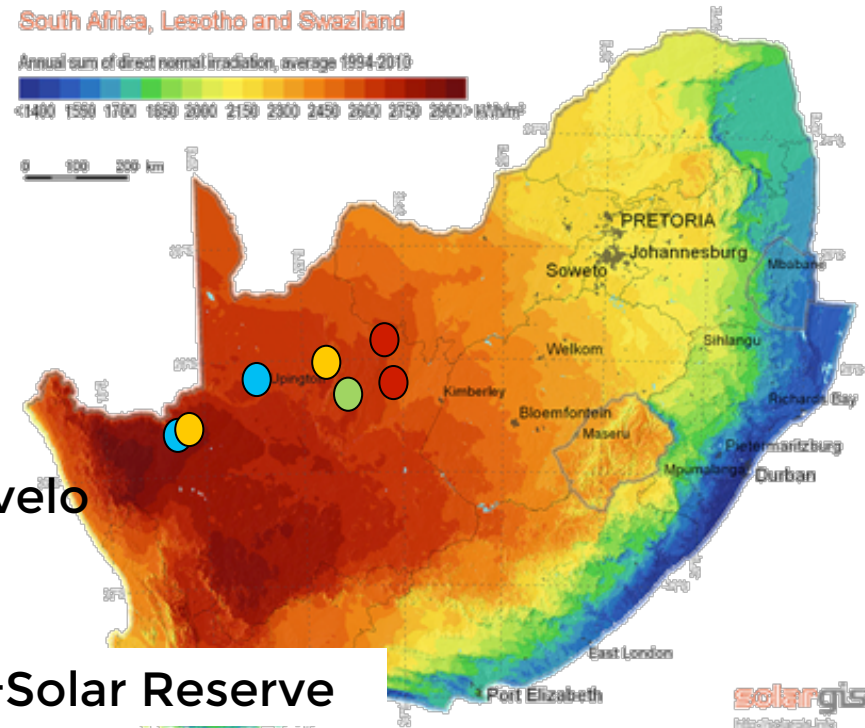 South Africa, Lesotho and Swaziland
Annual sum of direct normal irradiation, average 1994-2010
<1400 1550 1700 1850 2000 2150 2300 2450 2600 2750 2900> kWh/m²
0 100 200 km
PRETORIA
Johannesburg
Soweto
Mbabane
Sihlangu
Welkom
Upington
Kimberley
Richards Bay
Bloemfontein
Maseru
Pietermaritzburg
Mpumalanga
Durban
velo
East London
-Solar Reserve
Port Elizabeth
solargis